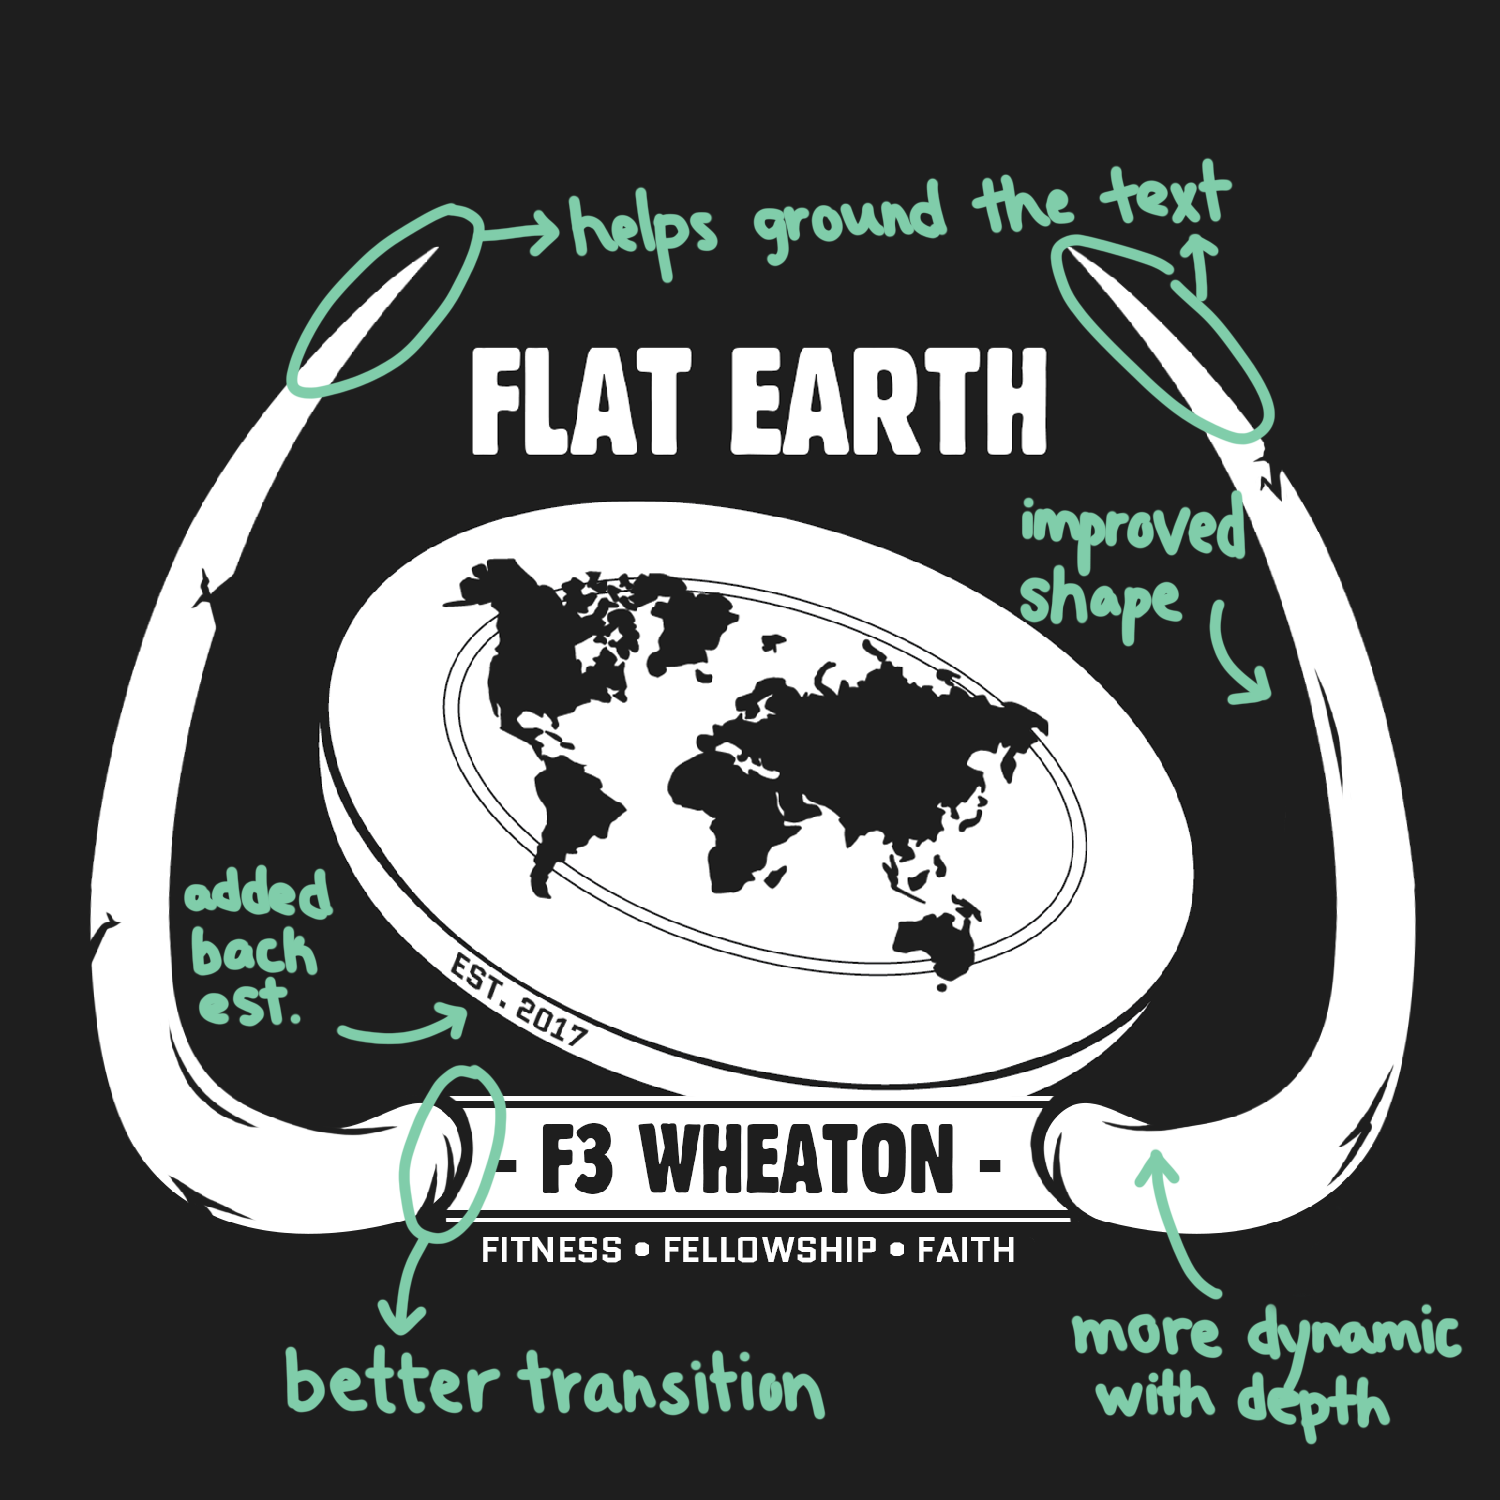 helps ground the text
FLAT EARTH
improved
shape
added
back
est.
EST. 2017
- F3 WHEATON -
FITNESS • FELLOWSHIP • FAITH
better transition
more dynamic
with depth